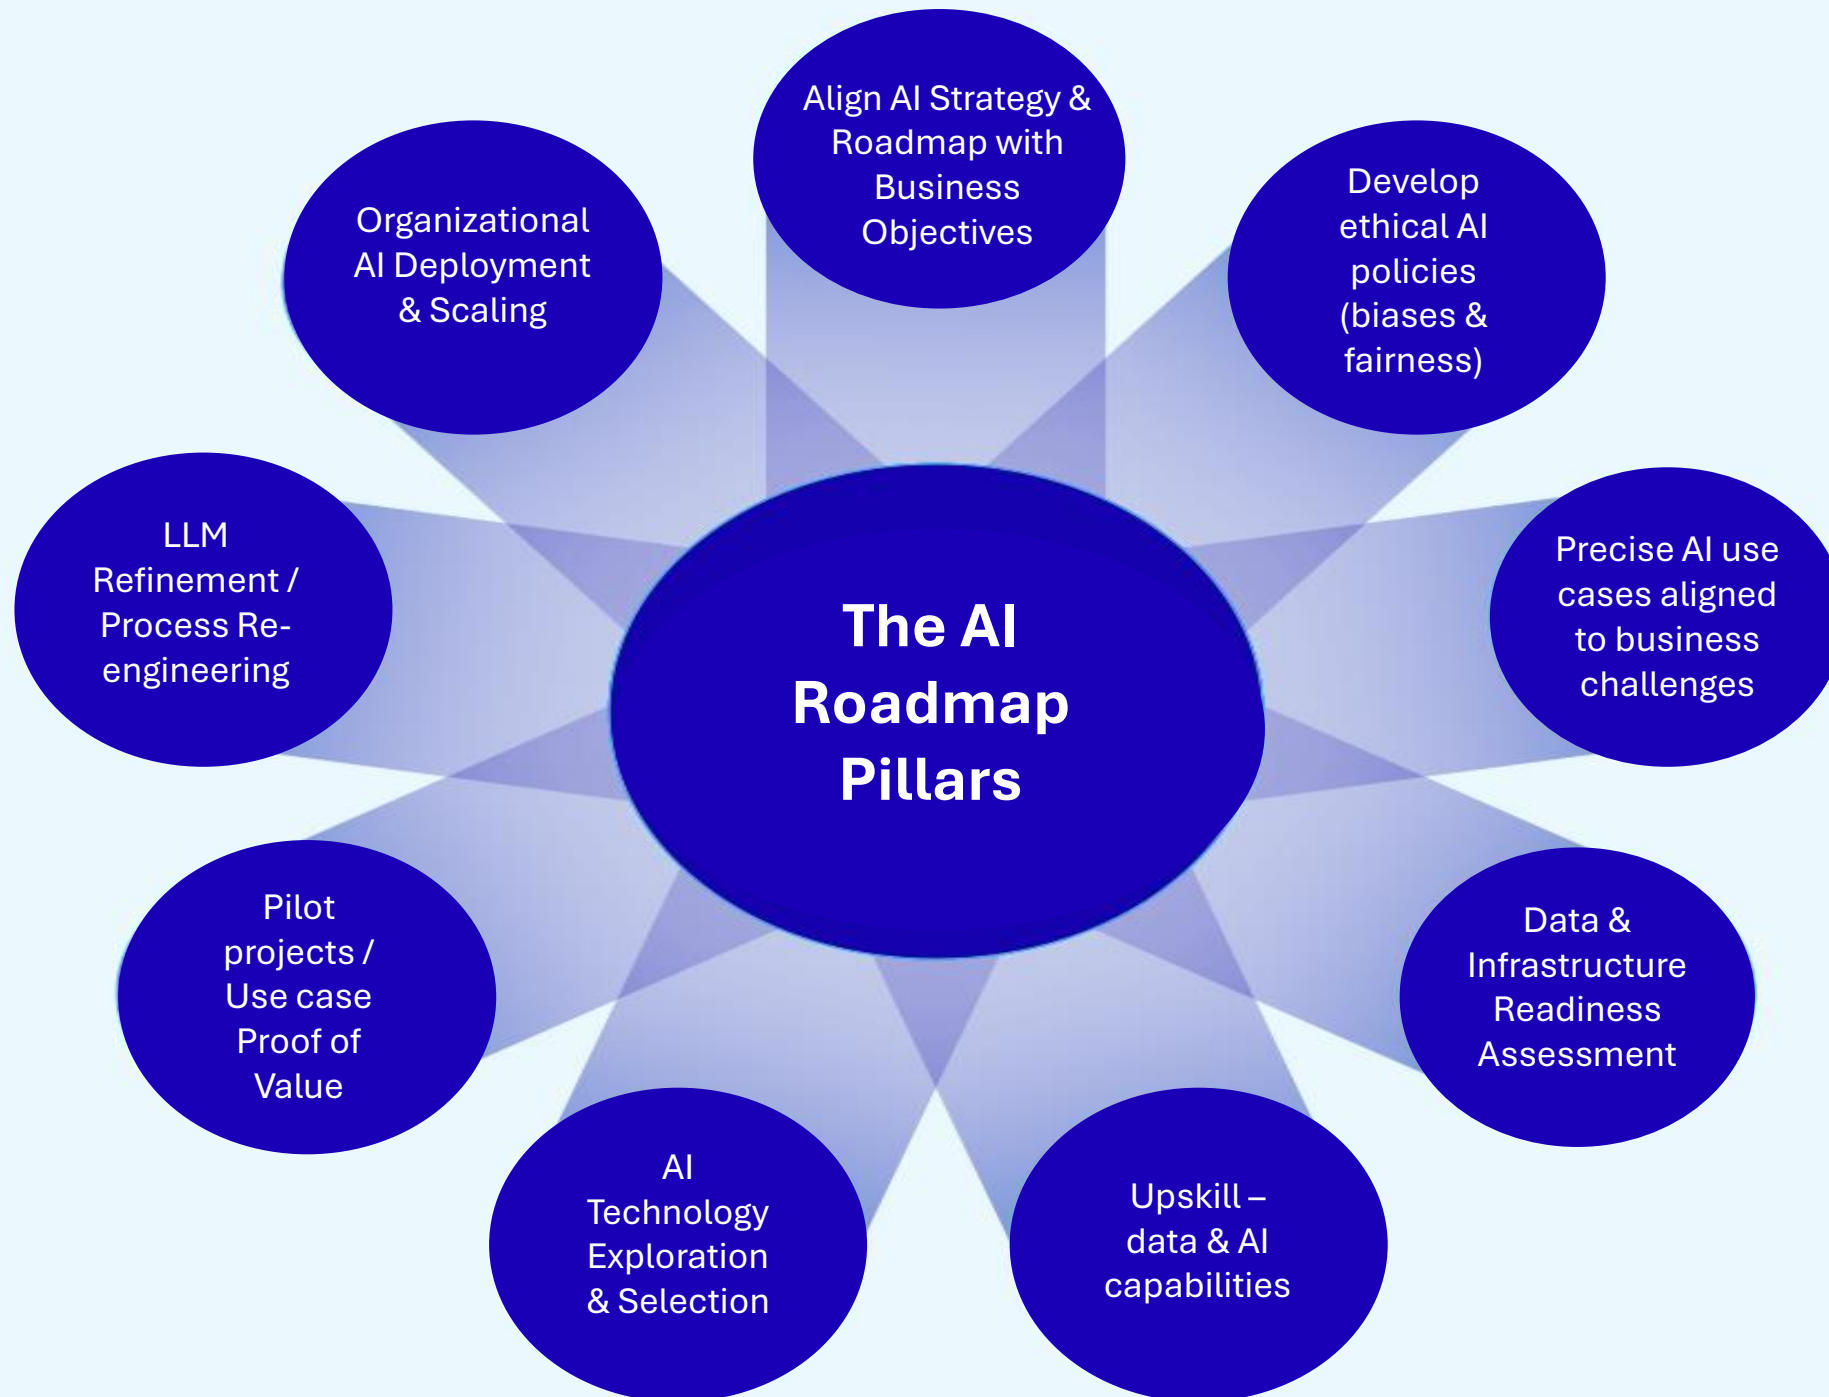 Align AI Strategy &
Roadmap with
Business
Objectives
Develop
ethical AI
policies
(biases &
fairness)
Precise AI use
cases aligned
to business
challenges
Data &
Infrastructure
Readiness
Assessment
Upskill –
data & AI
capabilities
AI
Technology
Exploration
& Selection
Pilot
projects /
Use case
Proof of
Value
LLM
Refinement /
Process Re-
engineering
Organizational
AI Deployment
& Scaling
The AI
Roadmap
Pillars